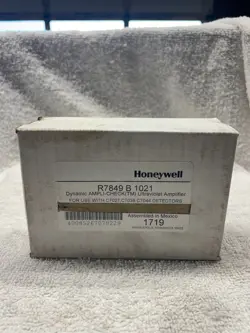 Honeywell
R7849 B 1021
Dynamic AMPLI-CHECK(TM) Ultraviolet Amplifier
FOR USE WITH C7027,C7035,C7044 DETECTORS
Assembled in Mexico
1719